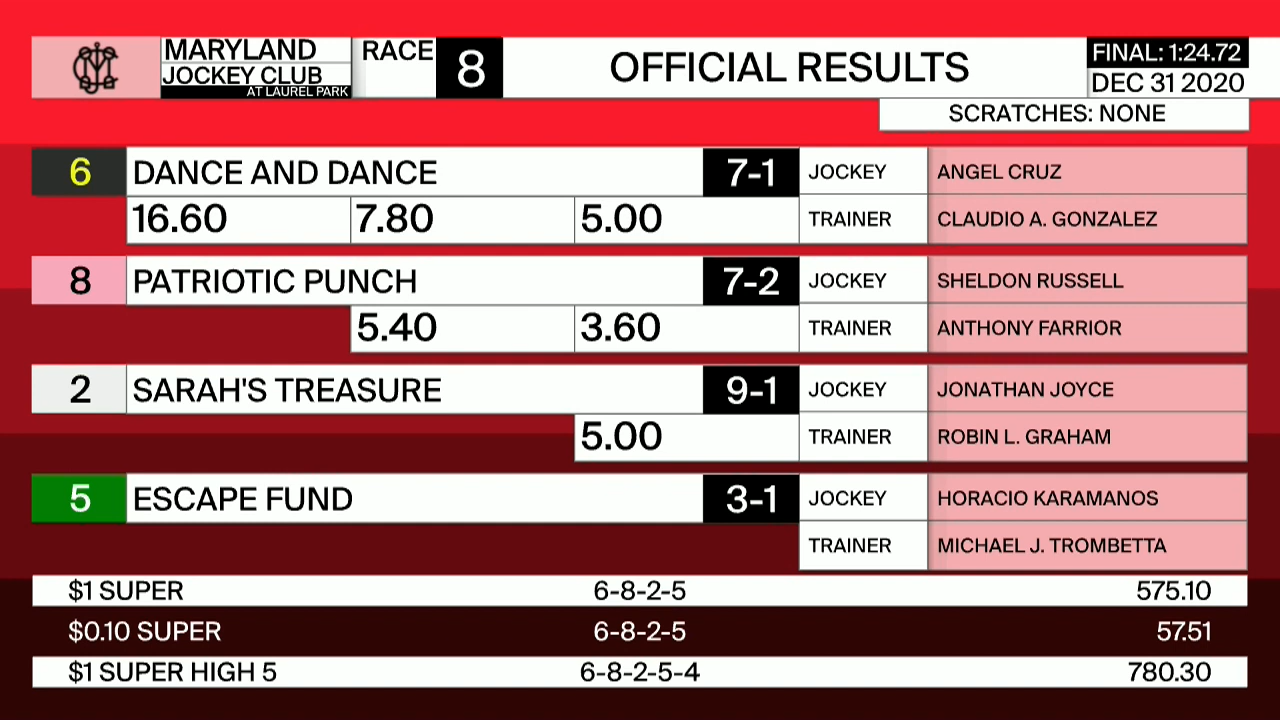 MARYLAND
JOCKEY CLUB
AT LAUREL PARK
RACE 8
OFFICIAL RESULTS
FINAL: 1:24.72
DEC 31 2020
SCRATCHES: NONE
6 DANCE AND DANCE 7-1 JOCKEY ANGEL CRUZ
16.60 7.80 5.00 TRAINER CLAUDIO A. GONZALEZ
8 PATRIOTIC PUNCH 7-2 JOCKEY SHELDON RUSSELL
5.40 3.60 TRAINER ANTHONY FARRIOR
2 SARAH'S TREASURE 9-1 JOCKEY JONATHAN JOYCE
5.00 TRAINER ROBIN L. GRAHAM
5 ESCAPE FUND 3-1 JOCKEY HORACIO KARAMANOS
TRAINER MICHAEL J. TROMBETTA
$1 SUPER 6-8-2-5 575.10
$0.10 SUPER 6-8-2-5 57.51
$1 SUPER HIGH 5 6-8-2-5-4 780.30